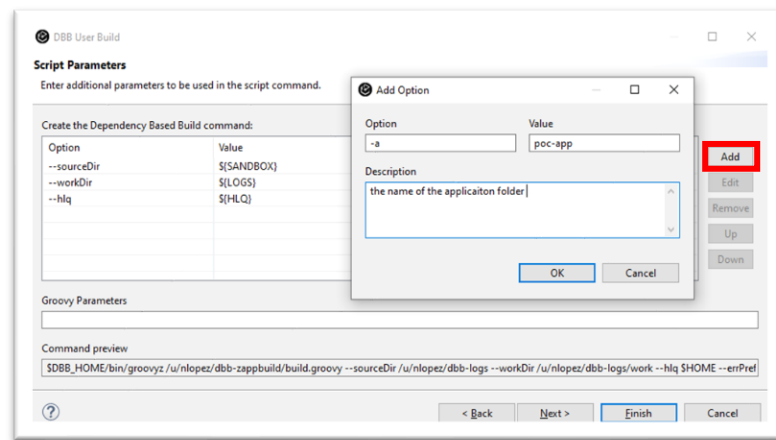 DBB User Build
Script Parameters
Enter additional parameters to be used in the script command.
Create the Dependency Based Build command:
Option Value
--sourceDir ${SANDBOX}
--workDir ${LOGS}
--hlq ${HLQ}
Add
Edit
Remove
Up
Down
Add Option
Option Value
-a poc-app
Description
the name of the applicaiton folder
OK Cancel
Groovy Parameters
Command preview
$DBB_HOME/bin/groovyz /u/nlopez/dbb-zappbuild/build.groovy --sourceDir /u/nlopez/dbb-logs --workDir /u/nlopez/dbb-logs/work --hlq $HOME --errPref
? < Back Next > Finish Cancel